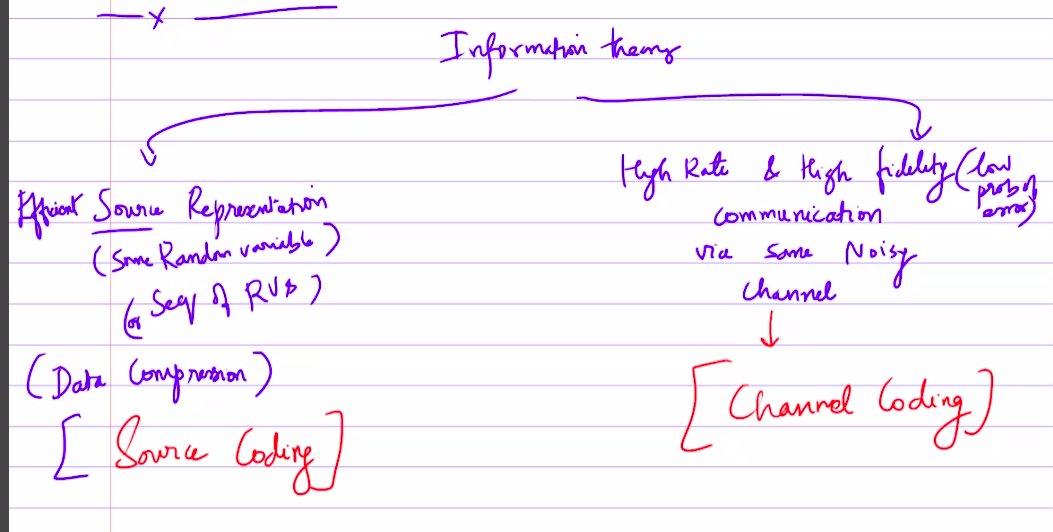 Information theory
Efficient Source Representation
(Some Random variable)
(or Seq of RVs)
(Data Compression)
[Source Coding]
High Rate & High fidelity (low
prob of
error)
communication
via some Noisy
channel
[Channel Coding]